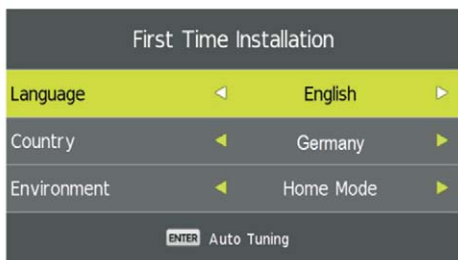 First Time Installation
Language English
Country Germany
Environment Home Mode
ENTER Auto Tuning